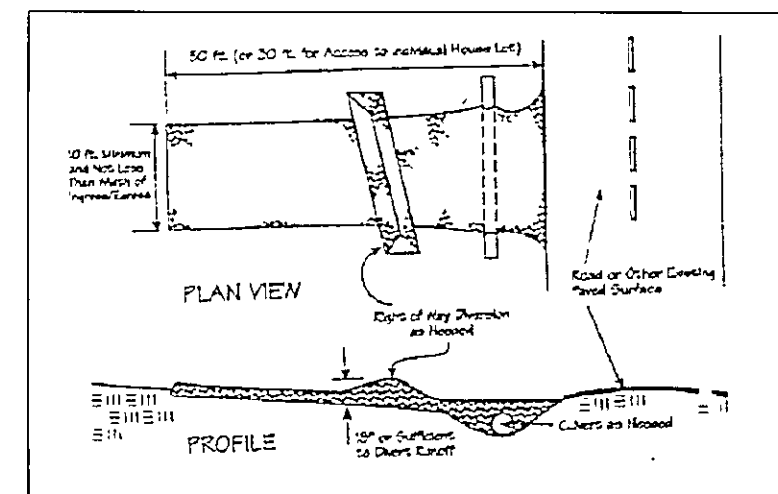 50 ft. (or 30 ft. for Access to Individual House Lot)
10 ft. Minimum
and Not Less
Than Width of
Ingress/Egress
PLAN VIEW
Road or Other Existing
Paved Surface
Right of Way Diversion
as Needed
PROFILE
18" or Sufficient
to Divert Runoff
Culvert as Needed